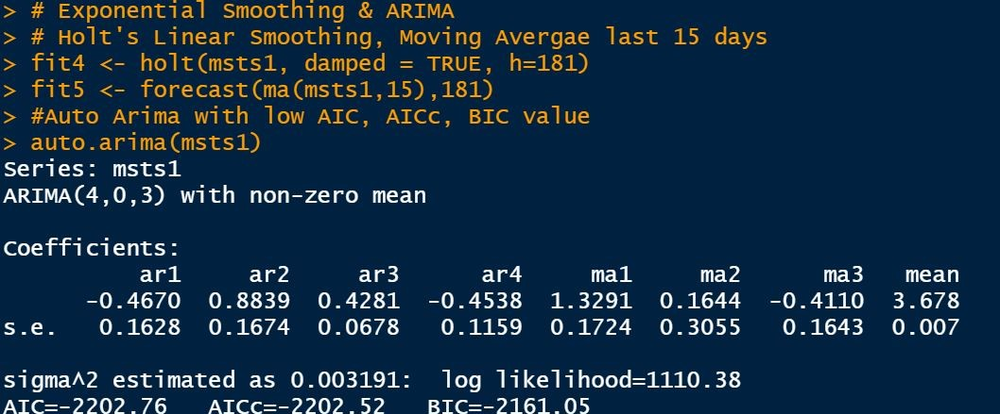 > # Exponential Smoothing & ARIMA
> # Holt's Linear Smoothing, Moving Avergae last 15 days
> fit4 <- holt(msts1, damped = TRUE, h=181)
> fit5 <- forecast(ma(msts1,15),181)
> #Auto Arima with low AIC, AICc, BIC value
> auto.arima(msts1)
Series: msts1
ARIMA(4,0,3) with non-zero mean
Coefficients:
ar1 ar2 ar3 ar4 ma1 ma2 ma3 mean
-0.4670 0.8839 0.4281 -0.4538 1.3291 0.1644 -0.4110 3.678
s.e. 0.1628 0.1674 0.0678 0.1159 0.1724 0.3055 0.1643 0.007
sigma^2 estimated as 0.003191: log likelihood=1110.38
AIC=-2202.76 AICc=-2202.52 BIC=-2161.05